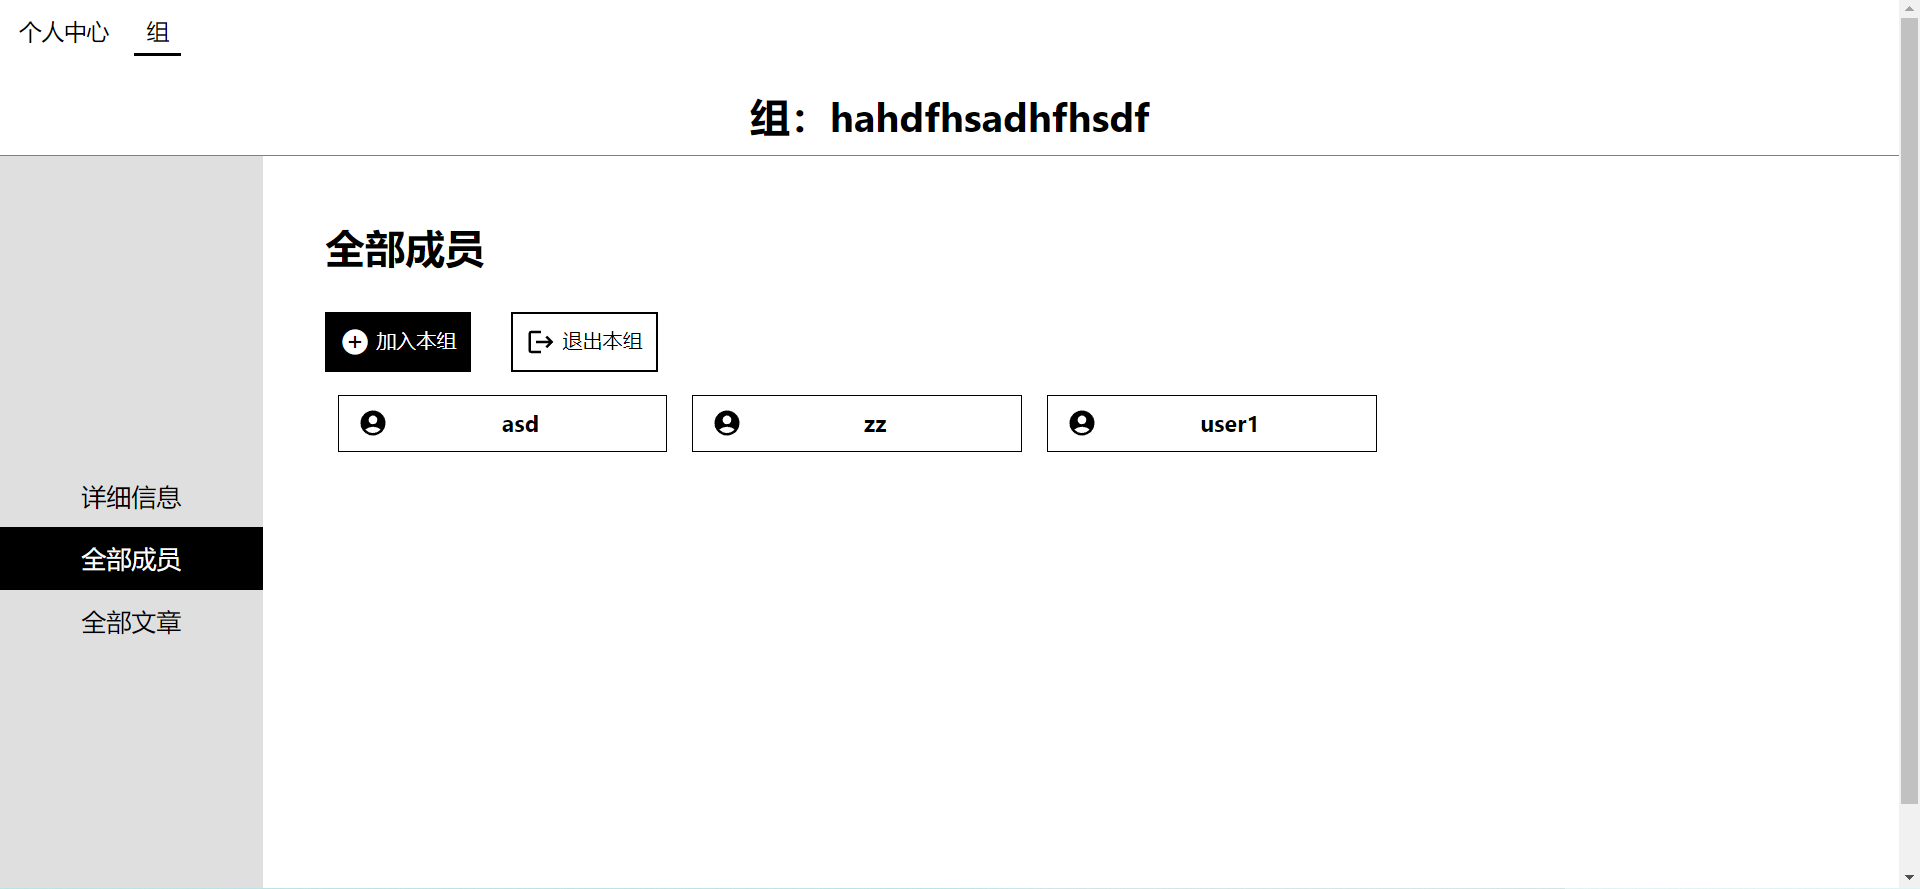 个人中心 组
组：hahdfhsadhfhsdf
全部成员
加入本组 退出本组
asd zz user1
详细信息
全部成员
全部文章